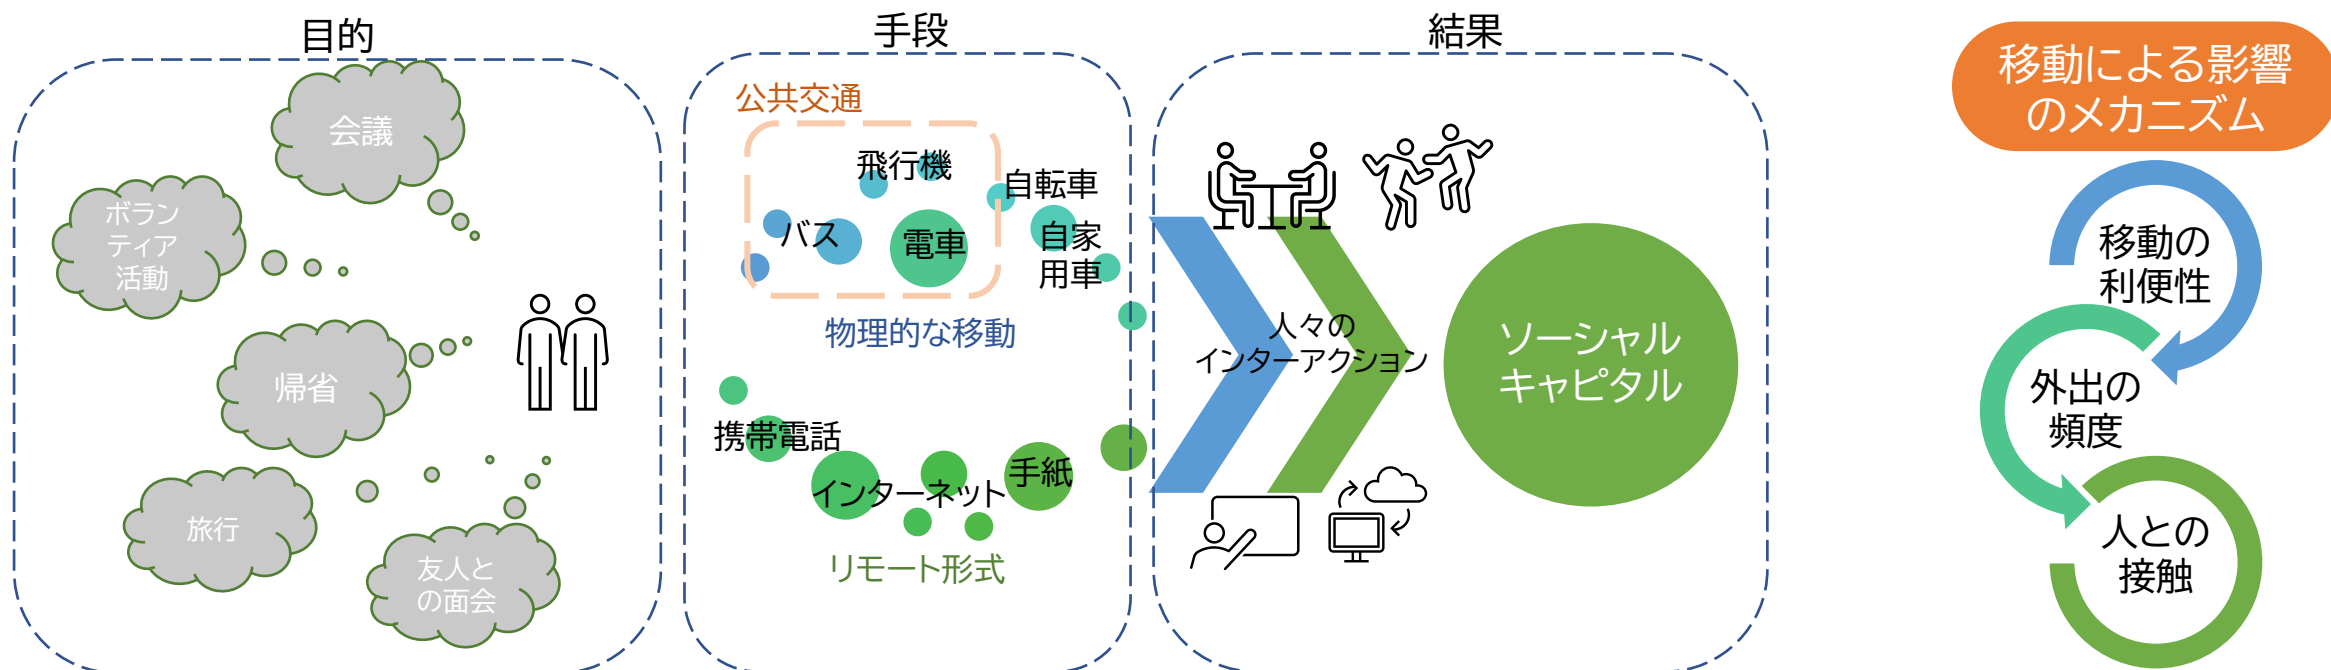 目的
会議
ボラン
ティア
活動
帰省
旅行
友人と
の面会
手段
公共交通
飛行機
バス
電車
自転車
自家
用車
物理的な移動
携帯電話
インターネット
手紙
リモート形式
結果
人々の
インターアクション
ソーシャル
キャピタル
移動による影響
のメカニズム
移動の
利便性
外出の
頻度
人との
接触